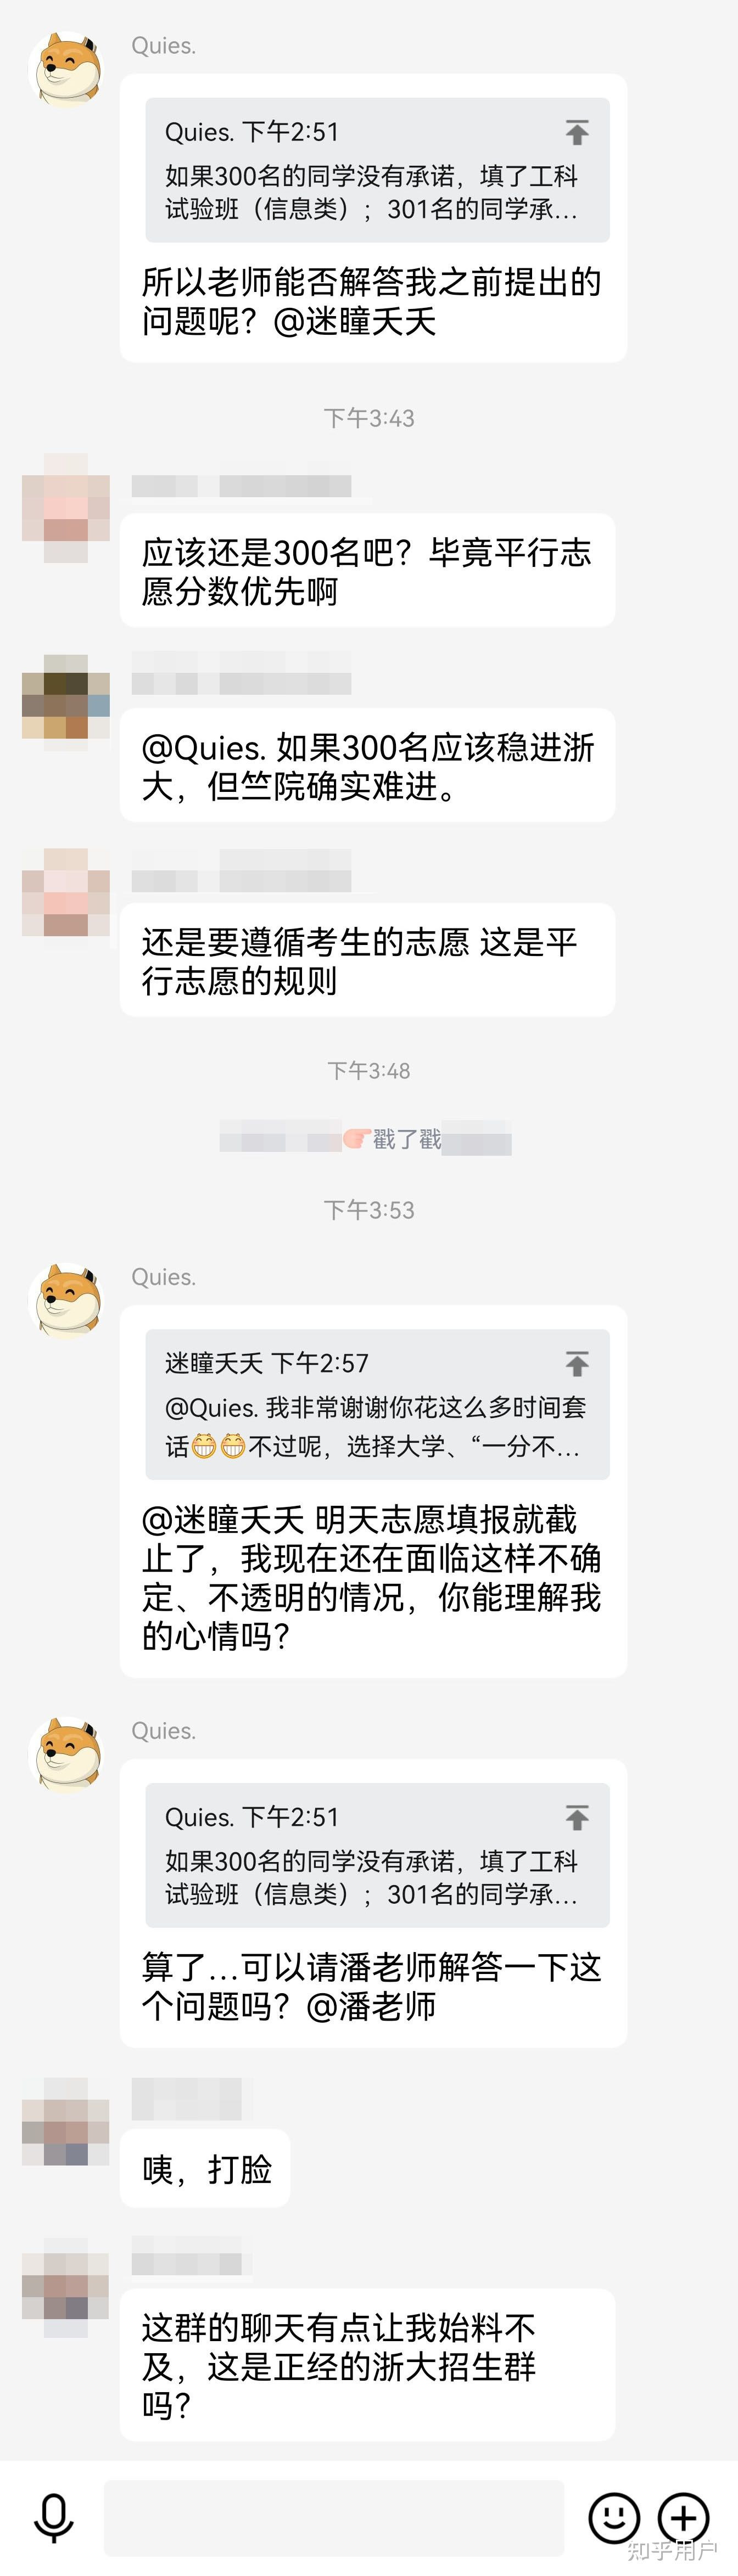 Quies.
Quies. 下午2:51
如果300名的同学没有承诺，填了工科
试验班（信息类）；301名的同学承...
所以老师能否解答我之前提出的
问题呢？@迷瞳夭夭
下午3:43
应该还是300名吧？毕竟平行志
愿分数优先啊
@Quies. 如果300名应该稳进浙
大，但竺院确实难进。
还是要遵循考生的志愿 这是平
行志愿的规则
下午3:48
👉戳了戳
下午3:53
Quies.
迷瞳夭夭 下午2:57
@Quies. 我非常谢谢你花这么多时间套
话😁😁不过呢，选择大学、“一分不...
@迷瞳夭夭 明天志愿填报就截
止了，我现在还在面临这样不确
定、不透明的情况，你能理解我
的心情吗？
Quies.
Quies. 下午2:51
如果300名的同学没有承诺，填了工科
试验班（信息类）；301名的同学承...
算了...可以请潘老师解答一下这
个问题吗？@潘老师
咦，打脸
这群的聊天有点让我始料不
及，这是正经的浙大招生群
吗？
知乎用户